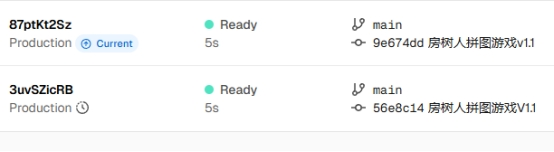 87ptKt2Sz Ready main
Production Current 5s 9e674dd 房树人拼图游戏v1.1
3uvSZicRB Ready main
Production 5s 56e8c14 房树人拼图游戏V1.1